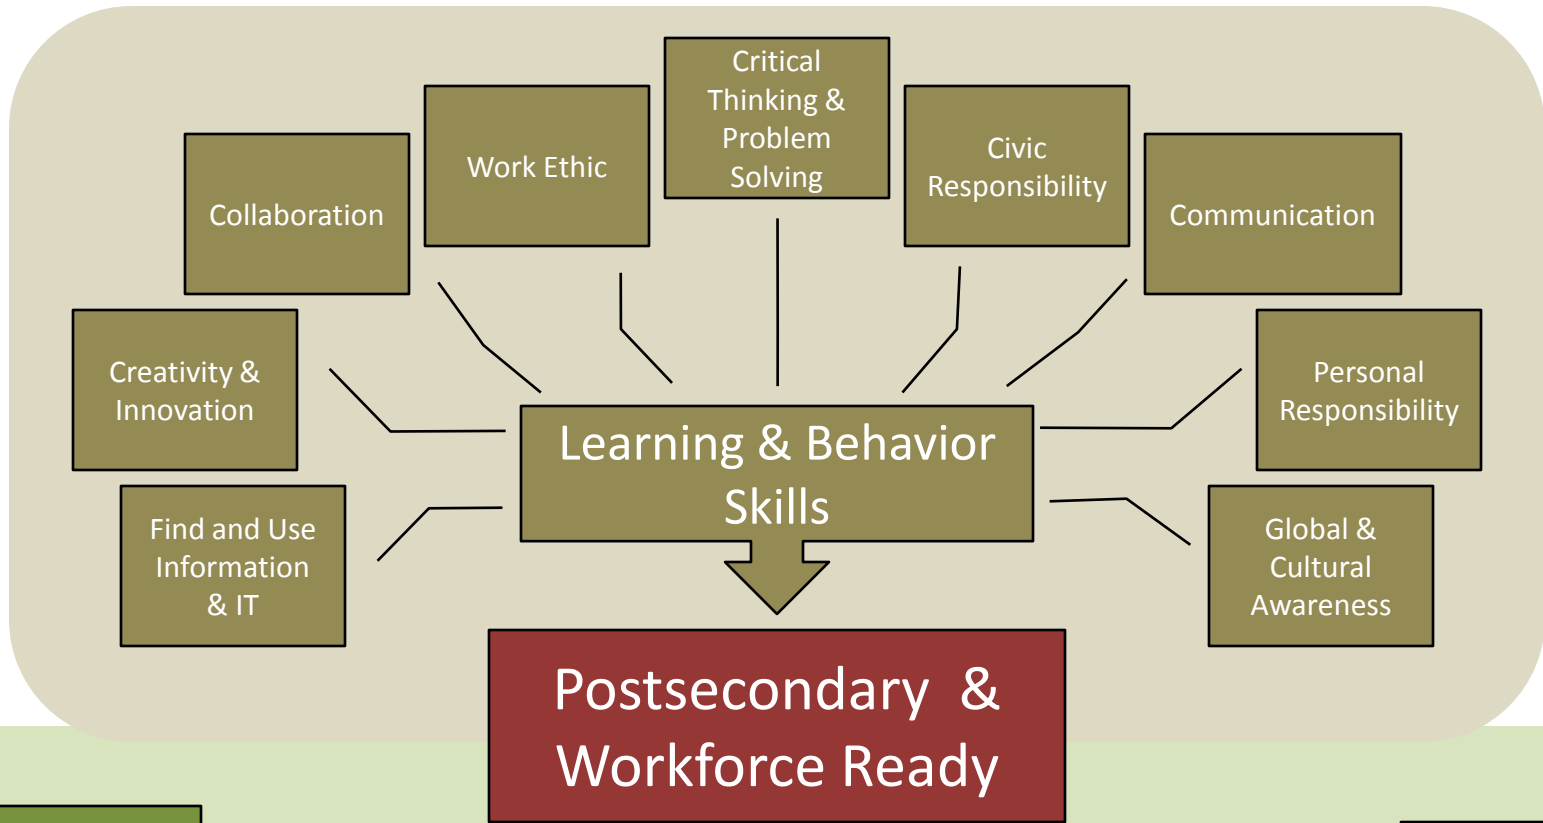 Critical
Thinking &
Problem
Solving
Work Ethic
Civic
Responsibility
Collaboration
Communication
Creativity &
Innovation
Personal
Responsibility
Learning & Behavior
Skills
Find and Use
Information
& IT
Global &
Cultural
Awareness
Postsecondary &
Workforce Ready